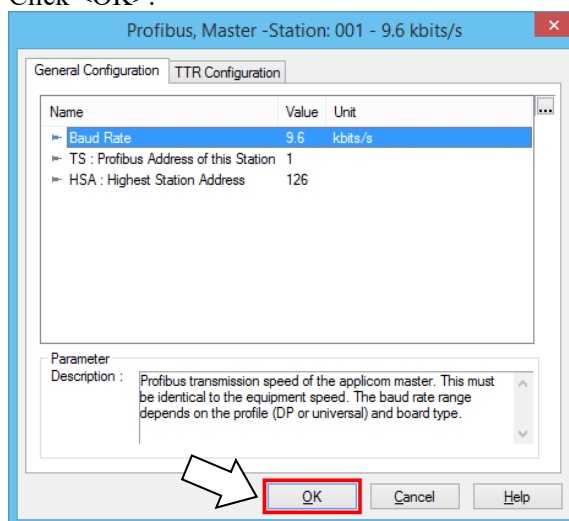 Click <OK>.
Profibus, Master -Station: 001 - 9.6 kbits/s
General Configuration TTR Configuration
Name Value Unit
Baud Rate 9.6 kbits/s
TS : Profibus Address of this Station 1
HSA : Highest Station Address 126
...
Parameter
Description : Profibus transmission speed of the applicom master. This must
be identical to the equipment speed. The baud rate range
depends on the profile (DP or universal) and board type.
OK Cancel Help